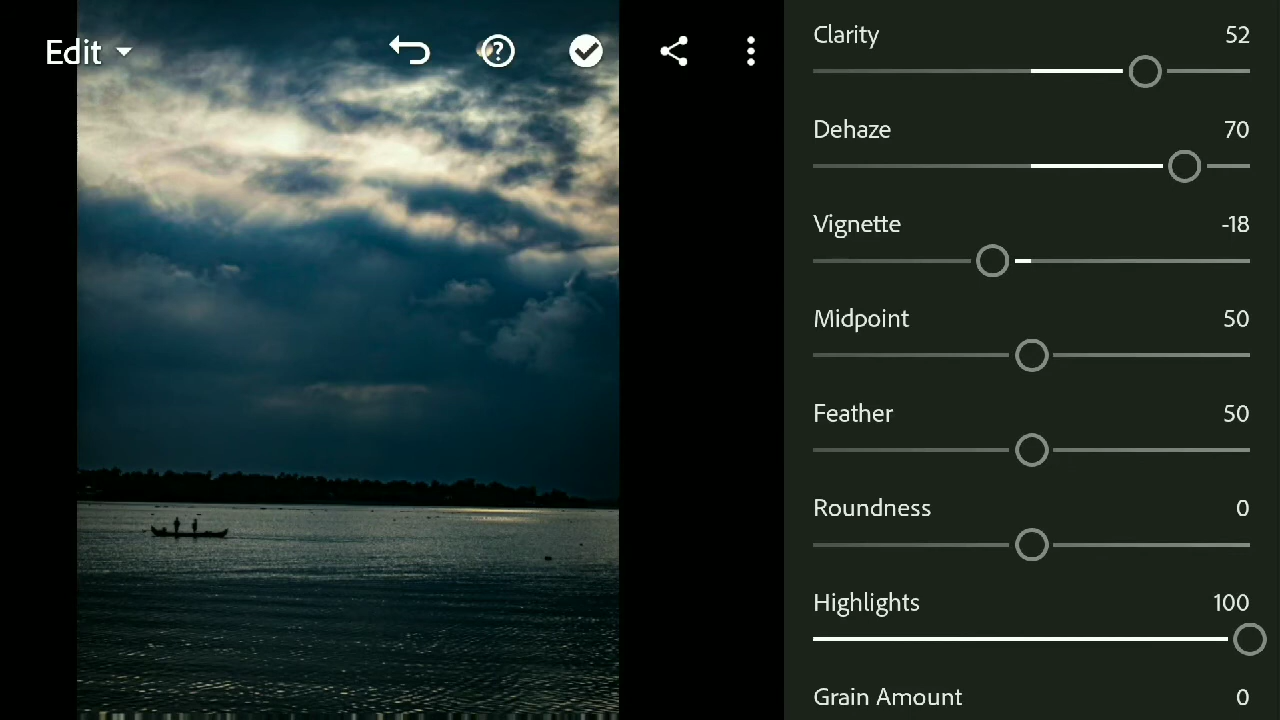 Edit
Clarity 52
Dehaze 70
Vignette -18
Midpoint 50
Feather 50
Roundness 0
Highlights 100
Grain Amount 0